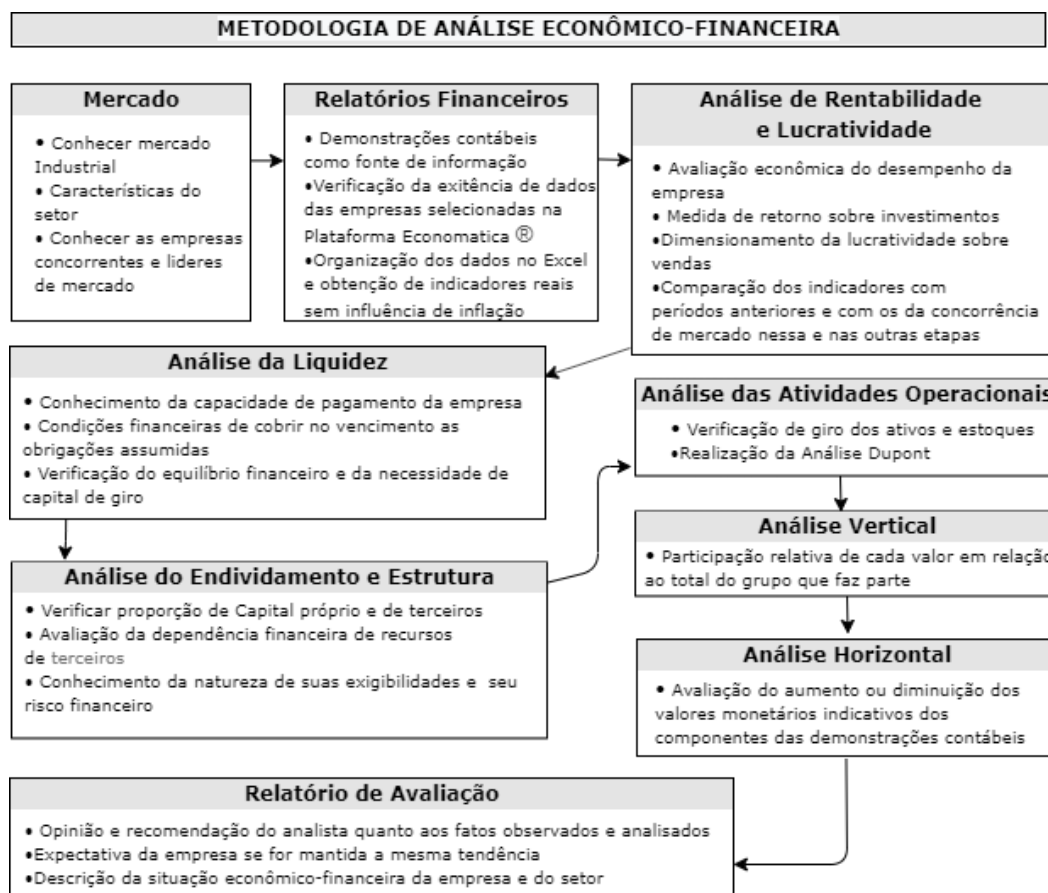 METODOLOGIA DE ANÁLISE ECONÔMICO-FINANCEIRA
Mercado
• Conhecer mercado
Industrial
• Características do
setor
• Conhecer as empresas
concorrentes e lideres
de mercado
Relatórios Financeiros
• Demonstrações contábeis
como fonte de informação
•Verificação da exitência de dados
das empresas selecionadas na
Plataforma Economatica ®
•Organização dos dados no Excel
e obtenção de indicadores reais
sem influência de inflação
Análise de Rentabilidade
e Lucratividade
• Avaliação econômica do desempenho da
empresa
• Medida de retorno sobre investimentos
•Dimensionamento da lucratividade sobre
vendas
•Comparação dos indicadores com
períodos anteriores e com os da concorrência
de mercado nessa e nas outras etapas
Análise da Liquidez
• Conhecimento da capacidade de pagamento da empresa
• Condições financeiras de cobrir no vencimento as
obrigações assumidas
• Verificação do equilíbrio financeiro e da necessidade de
capital de giro
Análise do Endividamento e Estrutura
• Verificar proporção de Capital próprio e de terceiros
• Avaliação da dependência financeira de recursos
de terceiros
• Conhecimento da natureza de suas exigibilidades e seu
risco financeiro
Análise das Atividades Operacionais
• Verificação de giro dos ativos e estoques
•Realização da Análise Dupont
Análise Vertical
• Participação relativa de cada valor em relação
ao total do grupo que faz parte
Análise Horizontal
• Avaliação do aumento ou diminuição dos
valores monetários indicativos dos
componentes das demonstrações contábeis
Relatório de Avaliação
• Opinião e recomendação do analista quanto aos fatos observados e analisados
•Expectativa da empresa se for mantida a mesma tendência
•Descrição da situação econômico-financeira da empresa e do setor